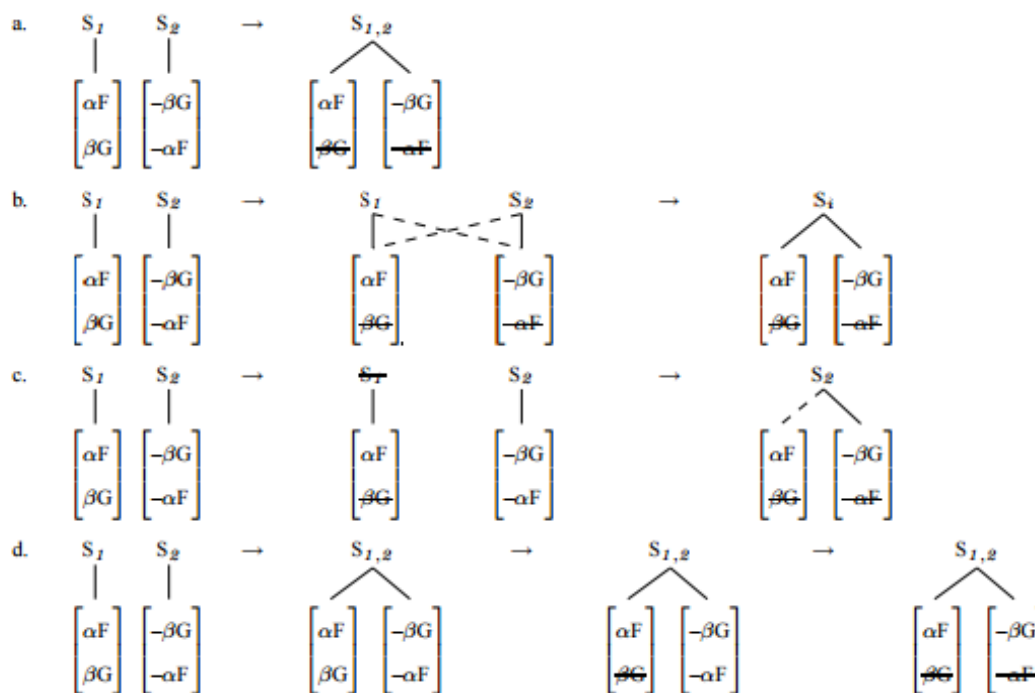 a. S1 S2 → S1,2
[αF] [-βG] [αF] [-βG]
[βG] [-αF] [βG] [-αF]
b. S1 S2 → S1 S2 → Si
[αF] [-βG] [αF] [-βG] [αF] [-βG]
[βG] [-αF] [βG], [-αF] [βG] [-αF]
c. S1 S2 → S1 S2 → S2
[αF] [-βG] [αF] [-βG] [αF] [-βG]
[βG] [-αF] [βG] [-αF] [βG] [-αF]
d. S1 S2 → S1,2 → S1,2 → S1,2
[αF] [-βG] [αF] [-βG] [αF] [-βG] [αF] [-βG]
[βG] [-αF] [βG] [-αF] [βG] [-αF] [βG] [-αF]